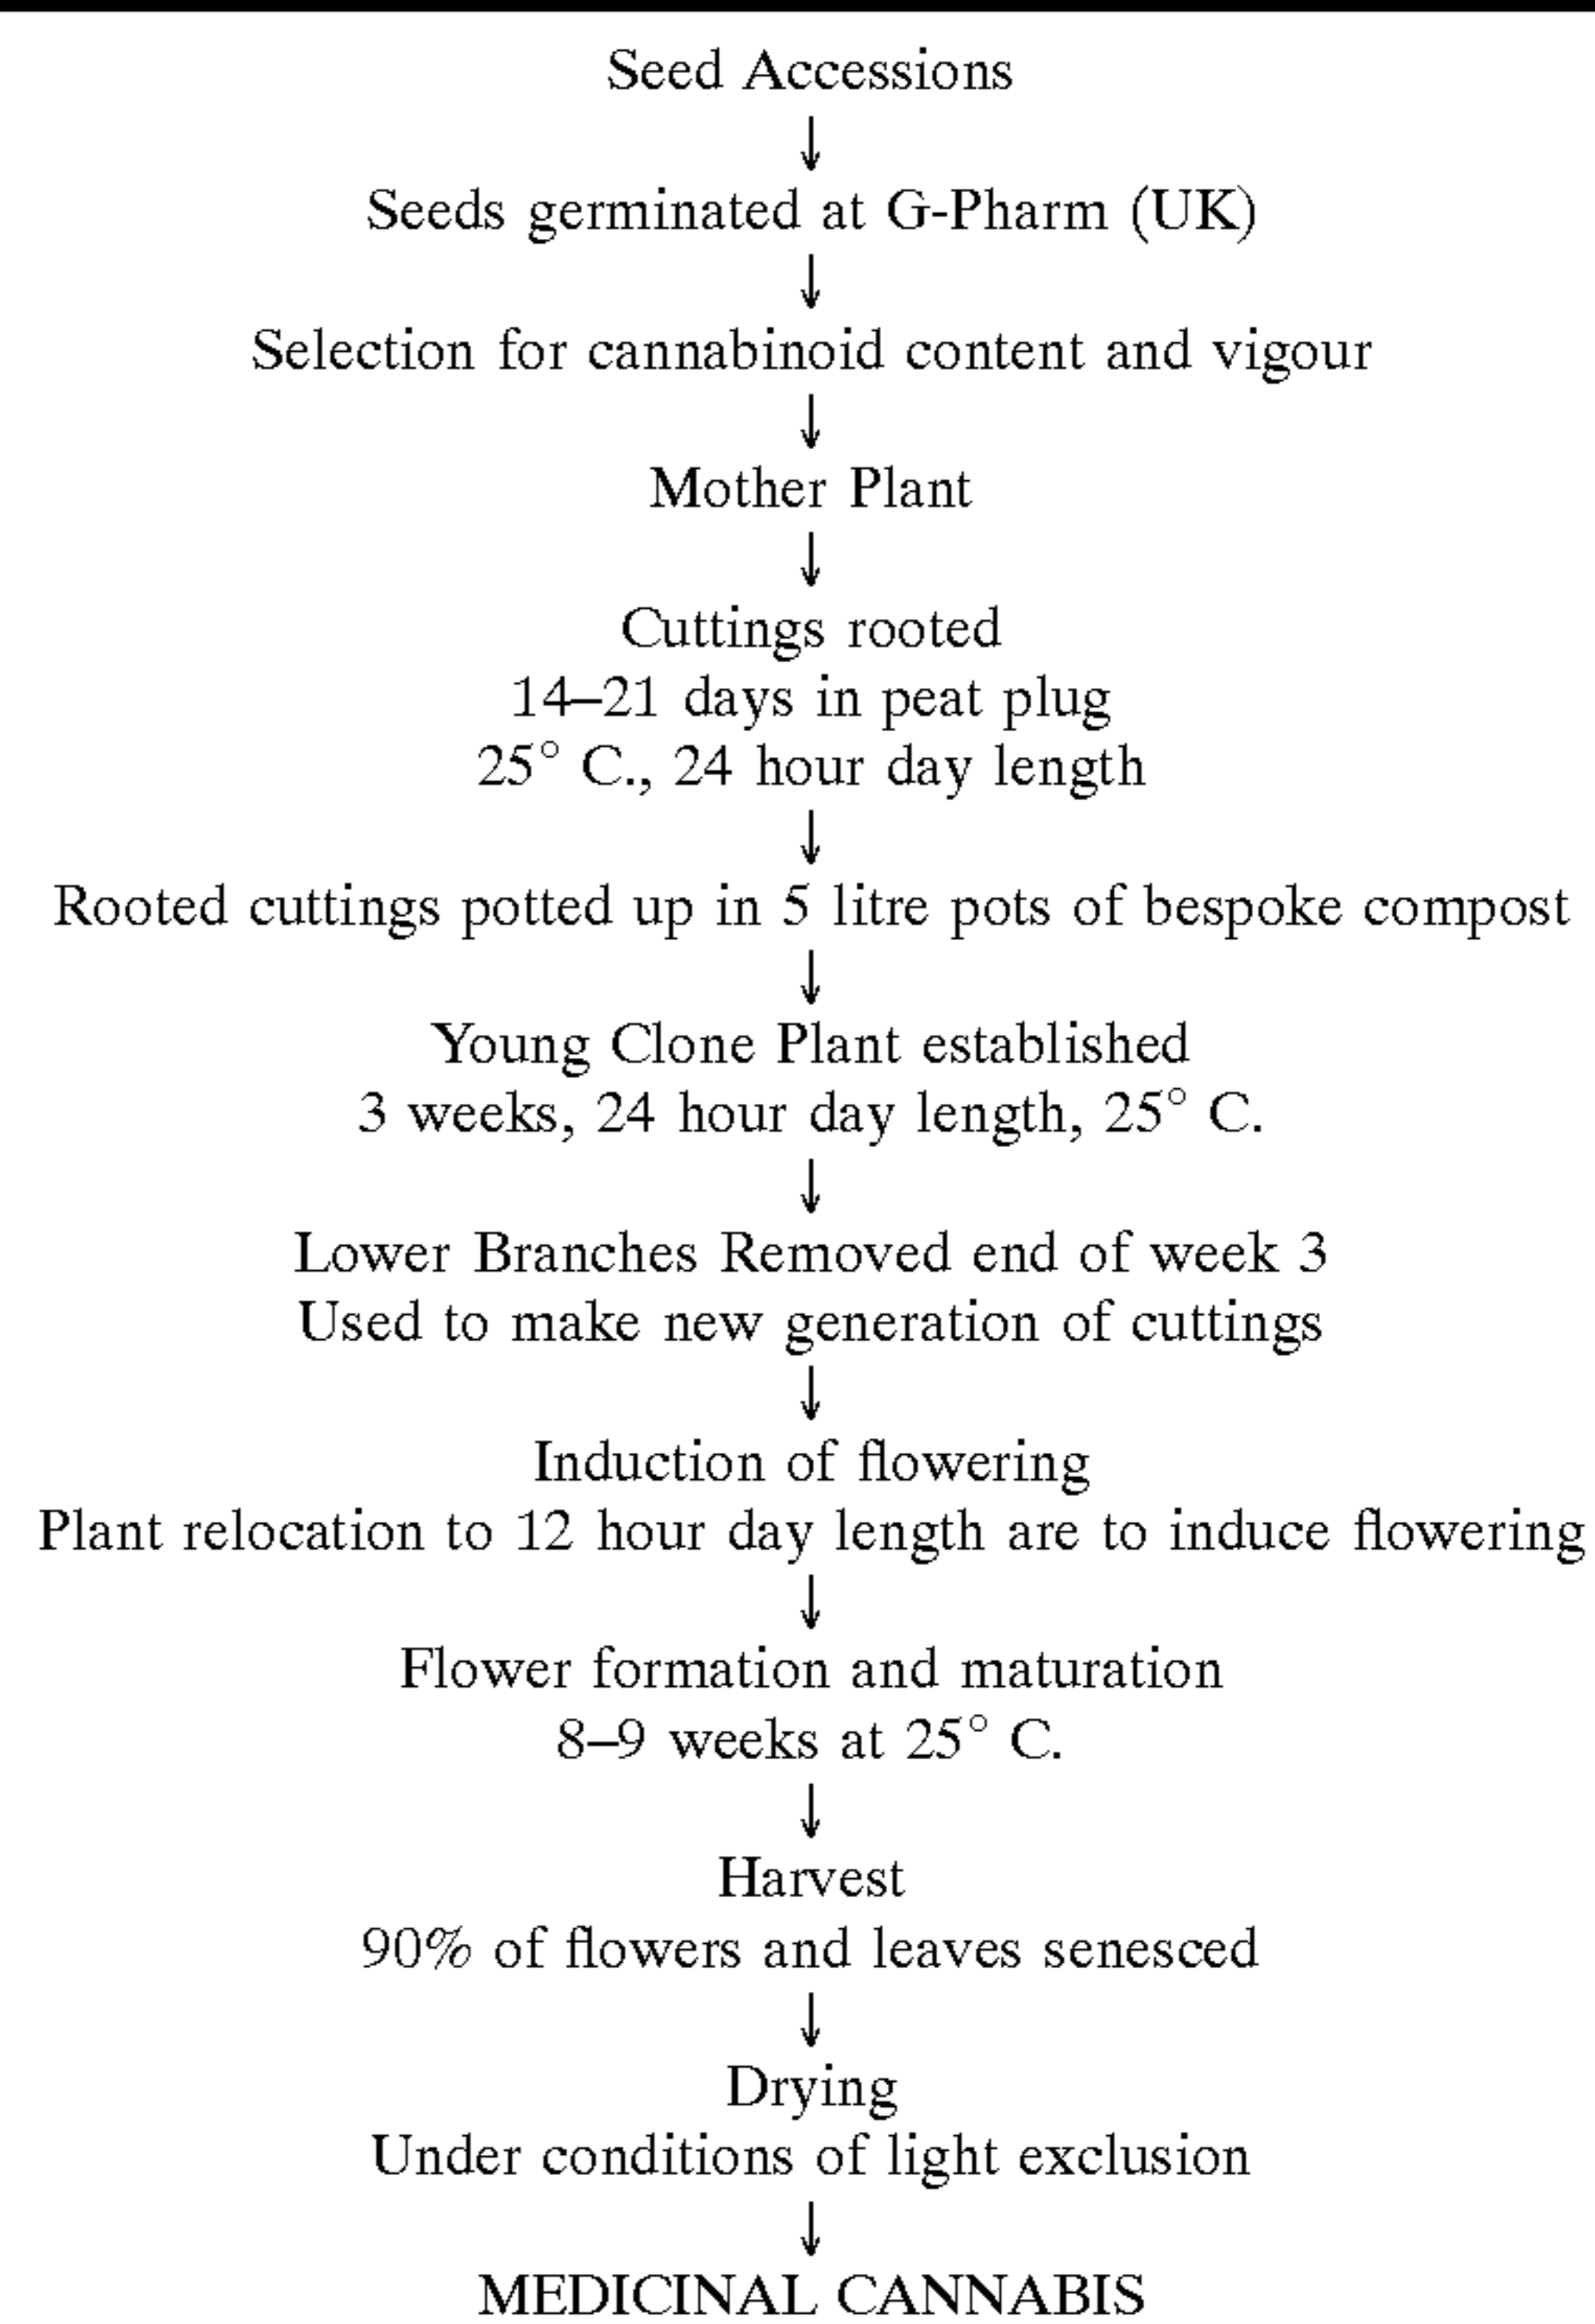 Seed Accessions
↓
Seeds germinated at G-Pharm (UK)
↓
Selection for cannabinoid content and vigour
↓
Mother Plant
↓
Cuttings rooted
14–21 days in peat plug
25° C., 24 hour day length
↓
Rooted cuttings potted up in 5 litre pots of bespoke compost
↓
Young Clone Plant established
3 weeks, 24 hour day length, 25° C.
↓
Lower Branches Removed end of week 3
Used to make new generation of cuttings
↓
Induction of flowering
Plant relocation to 12 hour day length are to induce flowering
↓
Flower formation and maturation
8–9 weeks at 25° C.
↓
Harvest
90% of flowers and leaves senesced
↓
Drying
Under conditions of light exclusion
↓
MEDICINAL CANNABIS